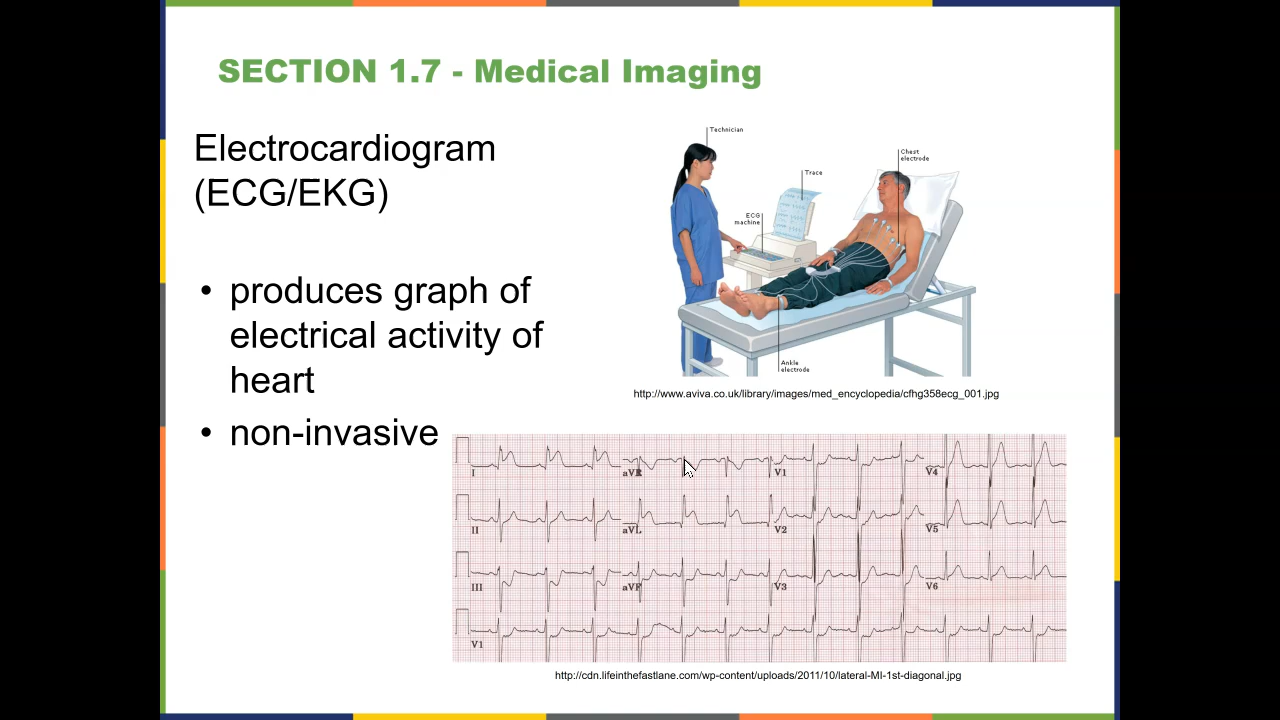 SECTION 1.7 - Medical Imaging
Electrocardiogram
(ECG/EKG)
• produces graph of
electrical activity of
heart
• non-invasive
Technician
Chest
electrode
Trace
ECG
machine
Ankle
electrode
http://www.aviva.co.uk/library/images/med_encyclopedia/cfhg358ecg_001.jpg
I
aVR
V1
V4
II
aVL
V2
V5
III
aVF
V3
V6
V1
http://cdn.lifeinthefastlane.com/wp-content/uploads/2011/10/lateral-MI-1st-diagonal.jpg